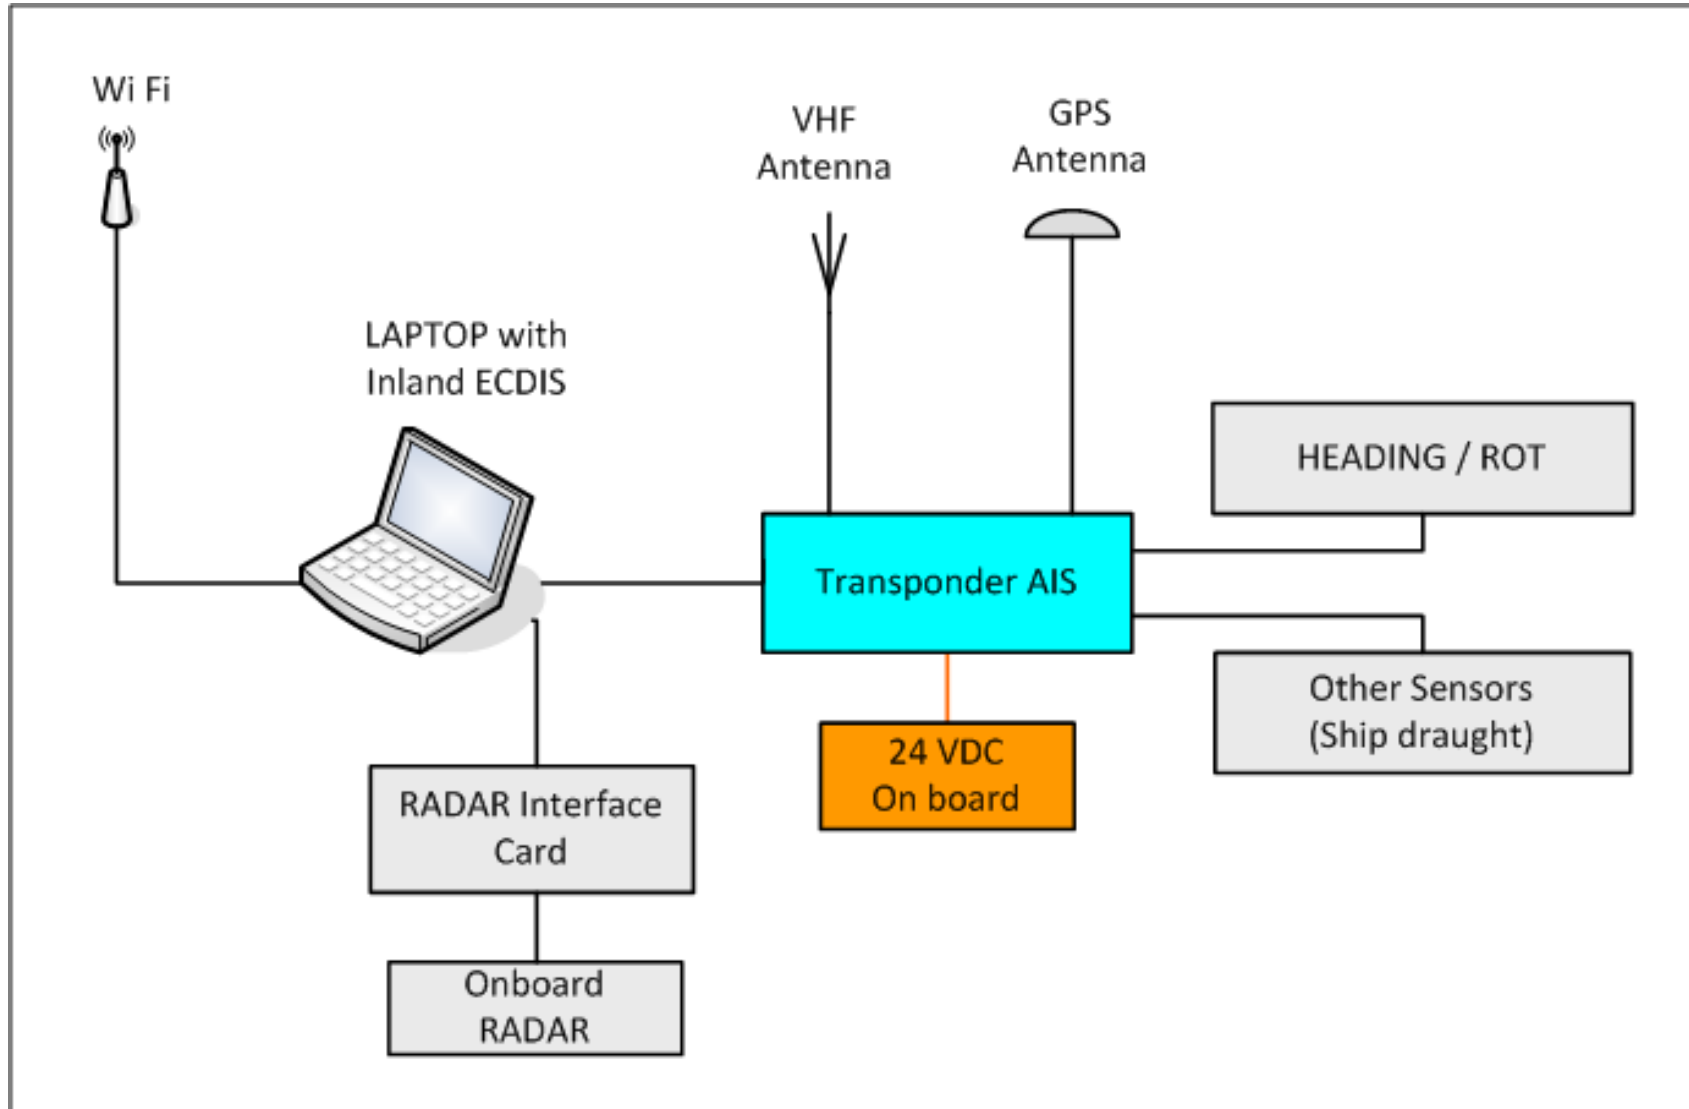 Wi Fi
VHF
Antenna
GPS
Antenna
LAPTOP with
Inland ECDIS
HEADING / ROT
Transponder AIS
Other Sensors
(Ship draught)
24 VDC
On board
RADAR Interface
Card
Onboard
RADAR